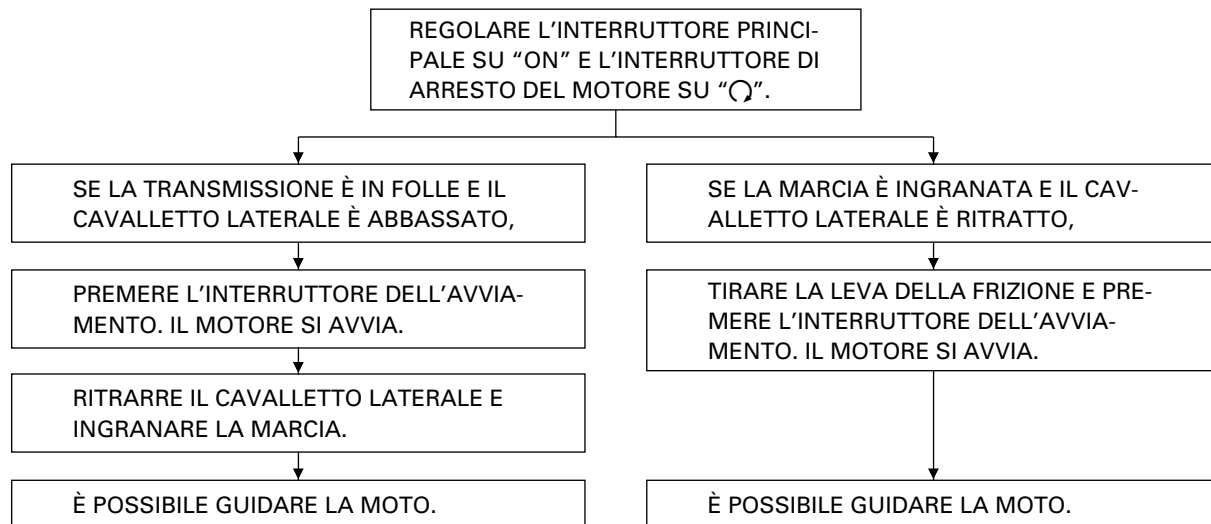 REGOLARE L'INTERRUTTORE PRINCI-
PALE SU “ON” E L'INTERRUTTORE DI
ARRESTO DEL MOTORE SU “”.
SE LA TRANSMISSIONE È IN FOLLE E IL
CAVALLETTO LATERALE È ABBASSATO,
PREMERE L'INTERRUTTORE DELL'AVVIA-
MENTO. IL MOTORE SI AVVIA.
RITRARRE IL CAVALLETTO LATERALE E
INGRANARE LA MARCIA.
È POSSIBILE GUIDARE LA MOTO.
SE LA MARCIA È INGRANATA E IL CAV-
ALLETTO LATERALE È RITRATTO,
TIRARE LA LEVA DELLA FRIZIONE E PRE-
MERE L'INTERRUTTORE DELL'AVVIA-
MENTO. IL MOTORE SI AVVIA.
È POSSIBILE GUIDARE LA MOTO.